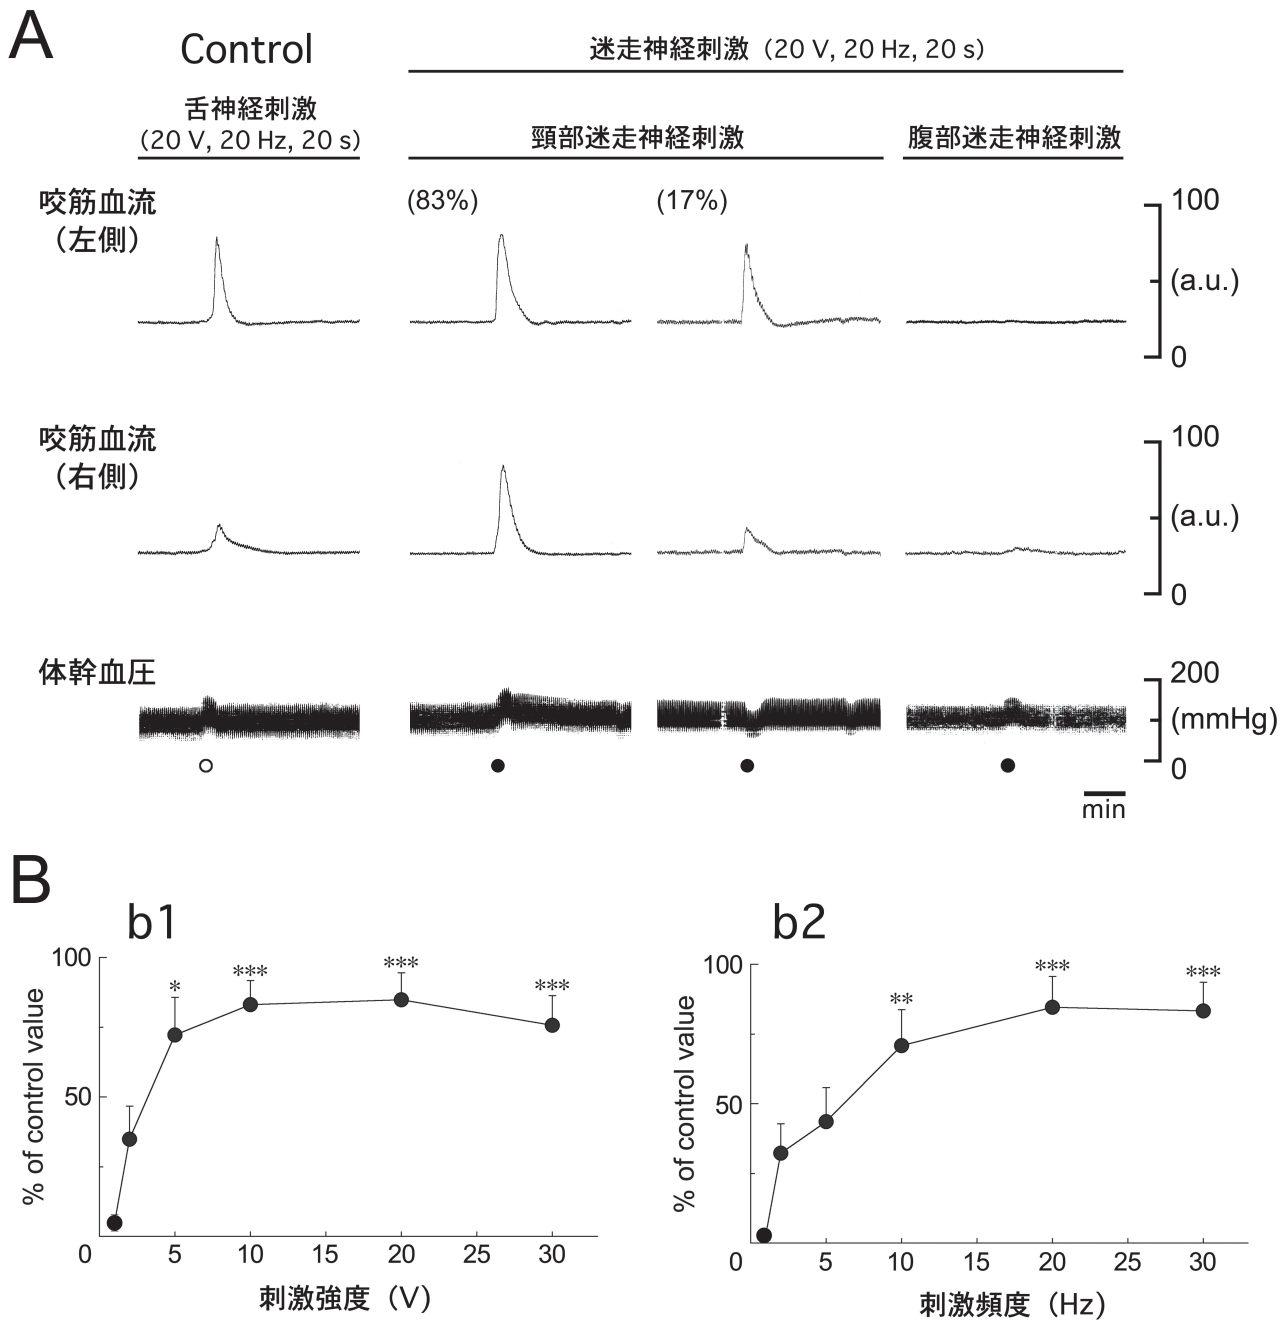 A
Control
迷走神経刺激（20 V, 20 Hz, 20 s）
舌神経刺激
（20 V, 20 Hz, 20 s）
頸部迷走神経刺激
腹部迷走神経刺激
咬筋血流
（左側）
(83%)
(17%)
100
(a.u.)
0
咬筋血流
（右側）
100
(a.u.)
0
体幹血圧
200
(mmHg)
0
min
B
b1
100
50
0
5
10
15
20
25
30
*
***
***
***
% of control value
刺激強度（V）
b2
100
50
0
5
10
15
20
25
30
**
***
***
% of control value
刺激頻度（Hz）